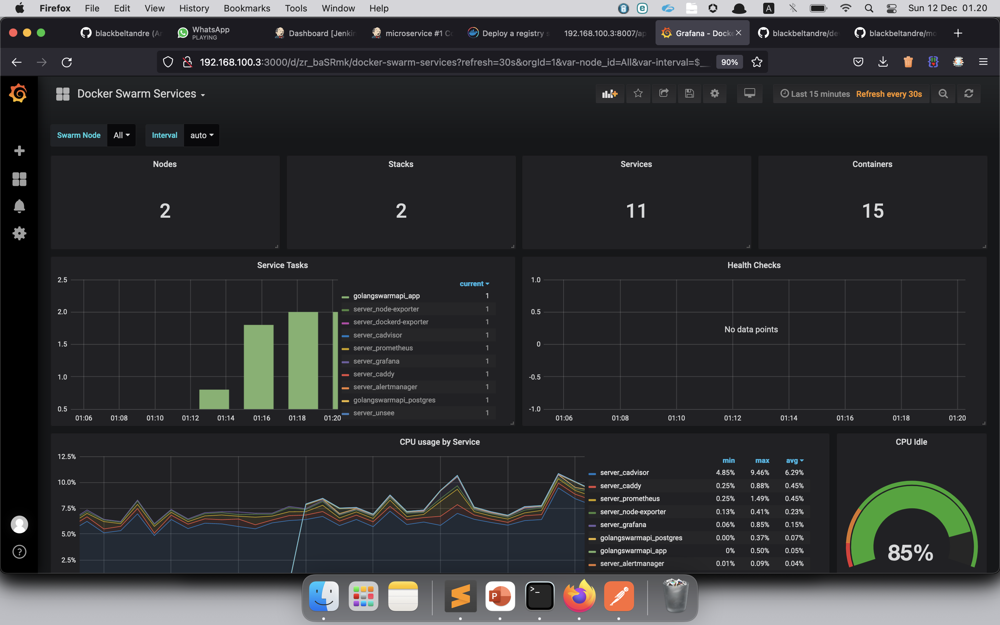 Firefox File Edit View History Bookmarks Tools Window Help A Sun 12 Dec 01.20
blackbeltandre (Ar
WhatsApp
PLAYING
Dashboard [Jenkin
microservice #1 Co
Deploy a registry s
192.168.100.3:8007/ap
Grafana - Docke
blackbeltandre/de
blackbeltandre/mo
192.168.100.3:3000/d/zr_baSRmk/docker-swarm-services?refresh=30s&orgId=1&var-node_id=All&var-interval=$__ 90%
Docker Swarm Services Last 15 minutes Refresh every 30s
Swarm Node All Interval auto
Nodes
2
Stacks
2
Services
11
Containers
15
Service Tasks
2.5
2.0
1.5
1.0
0.5
01:06 01:08 01:10 01:12 01:14 01:16 01:18 01:20
current
golangswarmapi_app 1
server_node-exporter 1
server_dockerd-exporter 1
server_cadvisor 1
server_prometheus 1
server_grafana 1
server_caddy 1
server_alertmanager 1
golangswarmapi_postgres 1
server_unsee 1
Health Checks
1.0
0.5
0
-0.5
-1.0
No data points
01:06 01:08 01:10 01:12 01:14 01:16 01:18 01:20
CPU usage by Service
12.5%
10.0%
7.5%
5.0%
2.5%
min max avg
server_cadvisor 4.85% 9.46% 6.29%
server_caddy 0.25% 0.88% 0.45%
server_prometheus 0.25% 1.49% 0.45%
server_node-exporter 0.13% 0.41% 0.23%
server_grafana 0.06% 0.85% 0.15%
golangswarmapi_postgres 0.00% 0.37% 0.07%
golangswarmapi_app 0% 0.50% 0.05%
server_alertmanager 0.01% 0.09% 0.04%
CPU Idle
85%